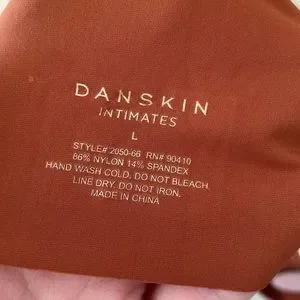 DANSKIN
INTIMATES
L
STYLE# 2050-66 RN# 90410
86% NYLON 14% SPANDEX
HAND WASH COLD. DO NOT BLEACH.
LINE DRY. DO NOT IRON.
MADE IN CHINA